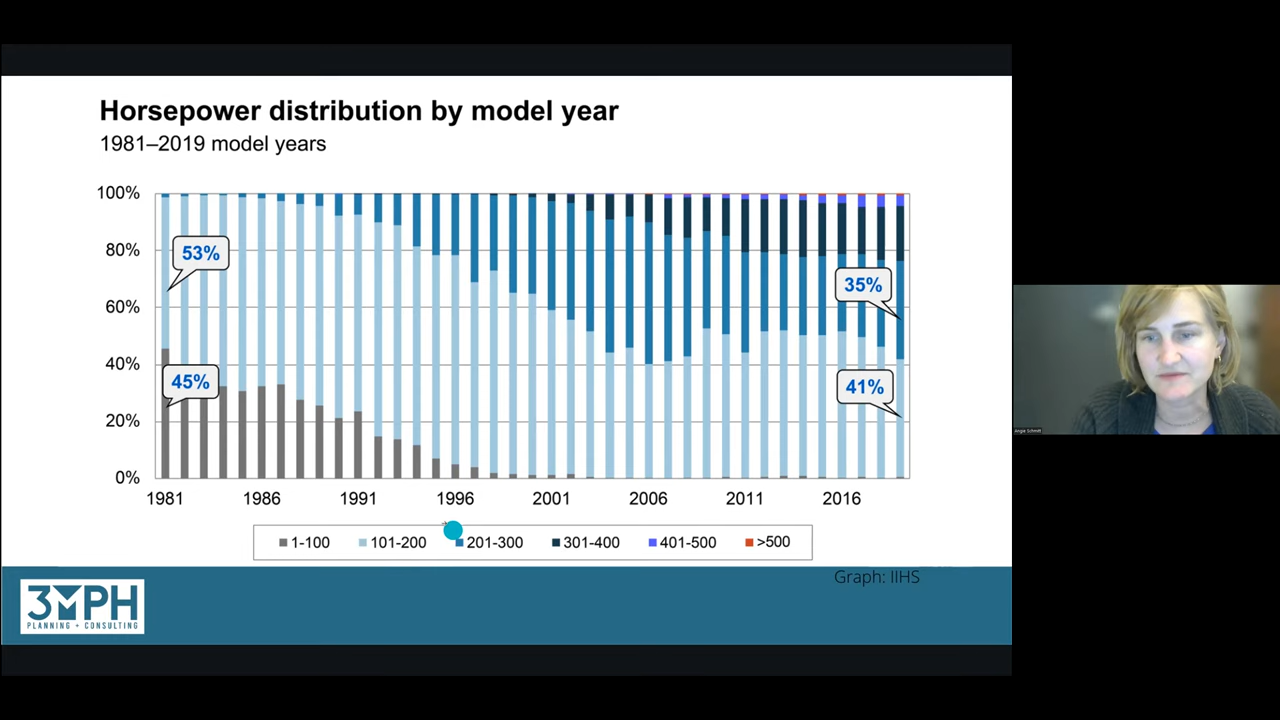 Horsepower distribution by model year
1981–2019 model years
100%
80%
60%
40%
20%
0%
53%
45%
35%
41%
1981 1986 1991 1996 2001 2006 2011 2016
1-100 101-200 201-300 301-400 401-500 >500
Graph: IIHS
3MPH
PLANNING + CONSULTING
Angie Schmitt